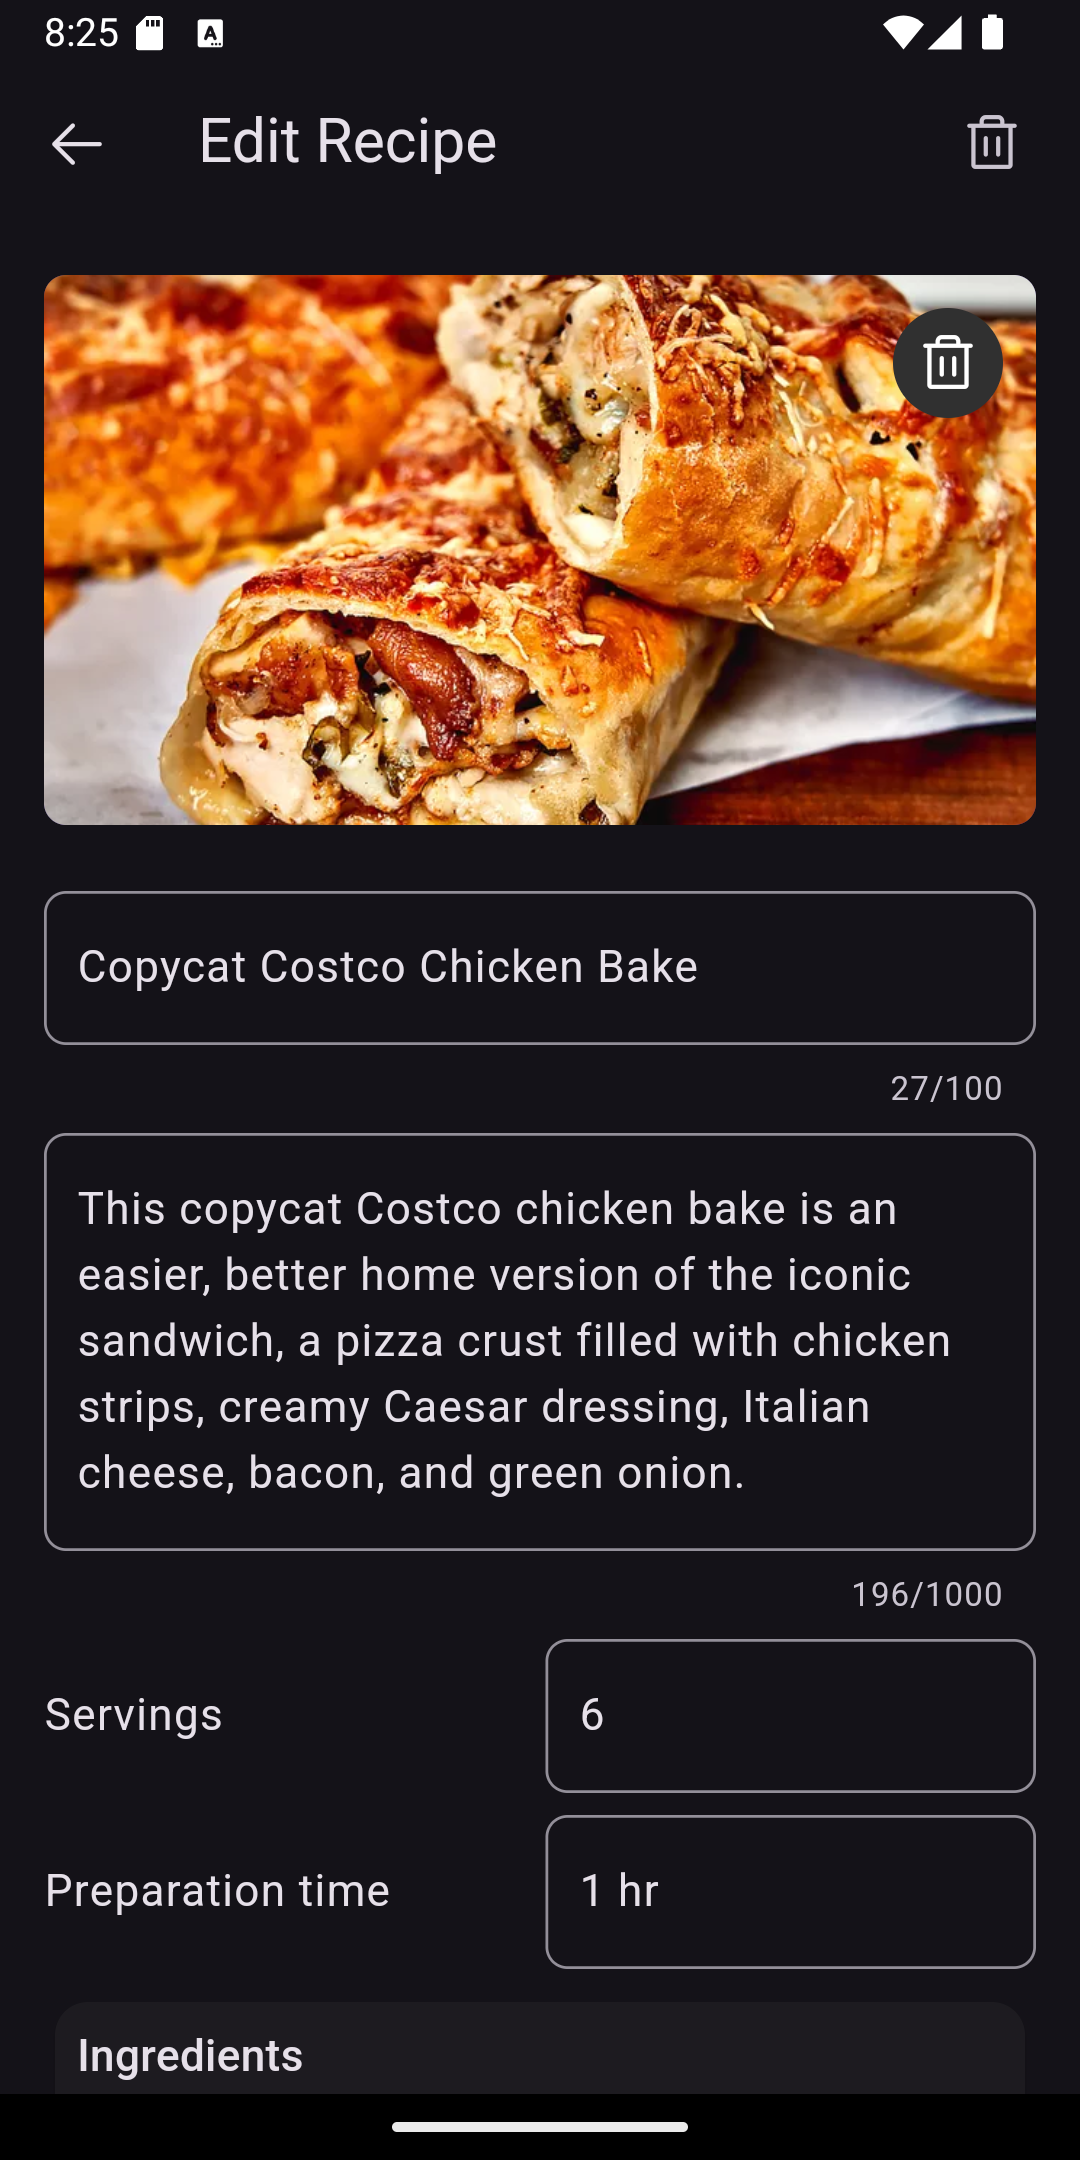 8:25
Edit Recipe
Copycat Costco Chicken Bake
27/100
This copycat Costco chicken bake is an
easier, better home version of the iconic
sandwich, a pizza crust filled with chicken
strips, creamy Caesar dressing, Italian
cheese, bacon, and green onion.
196/1000
Servings
6
Preparation time
1 hr
Ingredients